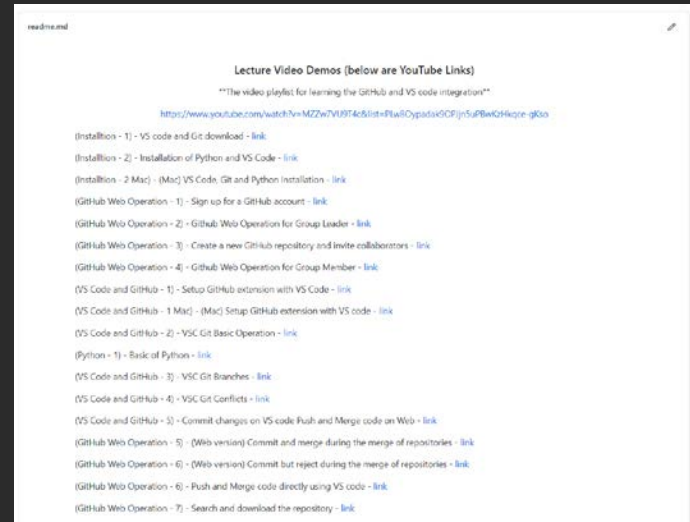 readme.md
Lecture Video Demos (below are YouTube Links)
**The video playlist for learning the GitHub and VS code integration**
(Installtion - 1) - VS code and Git download - link
(Installtion - 2) - Installation of Python and VS Code - link
(Installtion - 2 Mac) - (Mac) VS Code, Git and Python Installation - link
(GitHub Web Operation - 1) - Sign up for a GitHub account - link
(GitHub Web Operation - 2) - Github Web Operation for Group Leader - link
(GitHub Web Operation - 3) - Create a new GitHub repository and invite collaborators - link
(GitHub Web Operation - 4) - Github Web Operation for Group Member - link
(VS Code and GitHub - 1) - Setup GitHub extension with VS Code - link
(VS Code and GitHub - 1 Mac) - (Mac) Setup GitHub extension with VS code - link
(VS Code and GitHub - 2) - VSC Git Basic Operation - link
(Python - 1) - Basic of Python - link
(VS Code and GitHub - 3) - VSC Git Branches - link
(VS Code and GitHub - 4) - VSC Git Conflicts - link
(VS Code and GitHub - 5) - Commit changes on VS code Push and Merge code on Web - link
(GitHub Web Operation - 5) - (Web version) Commit and merge during the merge of repositories - link
(GitHub Web Operation - 6) - (Web version) Commit but reject during the merge of repositories - link
(GitHub Web Operation - 6) - Push and Merge code directly using VS code - link
(GitHub Web Operation - 7) - Search and download the repository - link